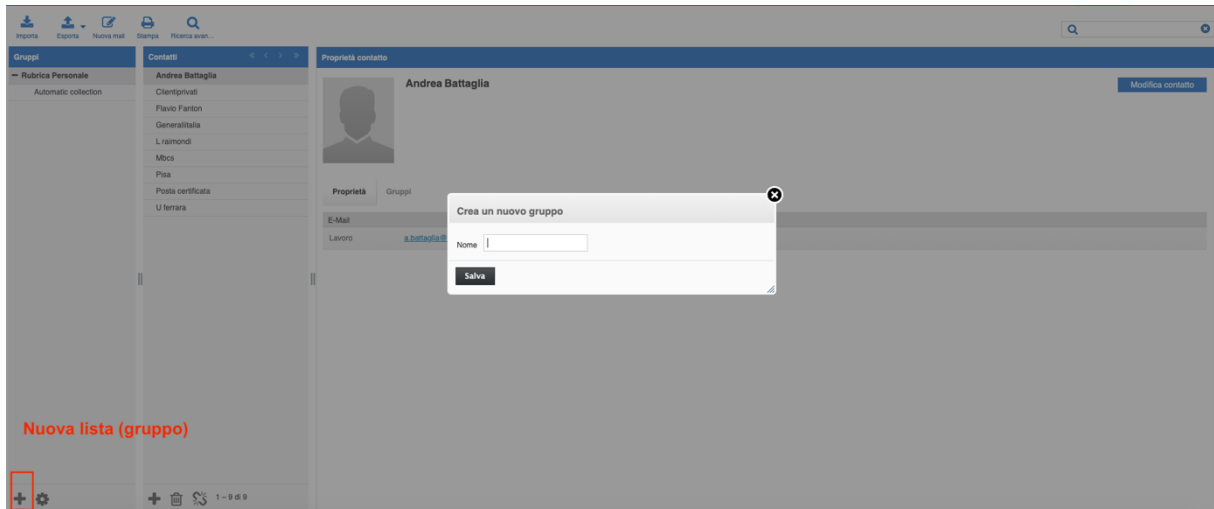 Importa Esporta Nuova mail Stampa Ricerca avan...
Gruppi
Rubrica Personale
Automatic collection
Contatti
Andrea Battaglia
Clientiprivati
Flavio Fanton
Generaliitalia
L raimondi
Mbcs
Pisa
Posta certificata
U ferrara
Proprietà contatto
Andrea Battaglia
Modifica contatto
Proprietà Gruppi
E-Mail
Lavoro a.battaglia@
Crea un nuovo gruppo
Nome
Salva
Nuova lista (gruppo)
1 – 9 di 9